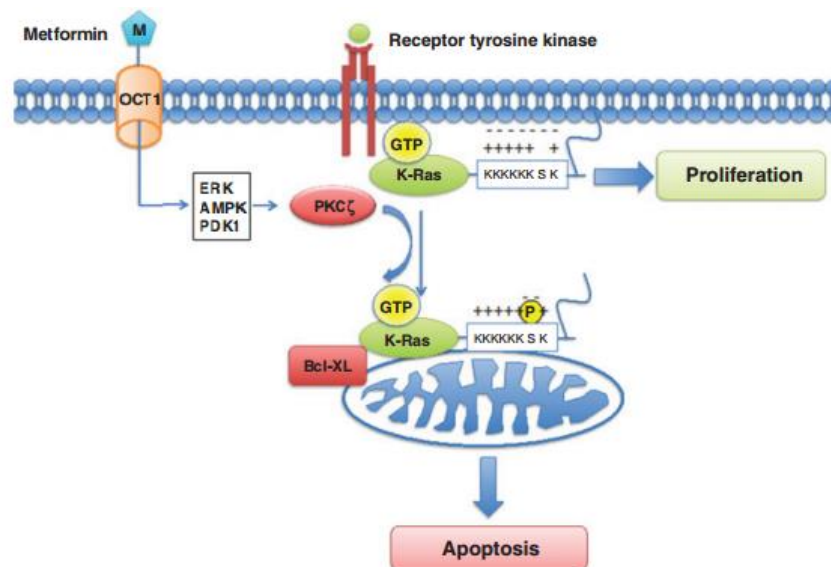 Metformin
M
Receptor tyrosine kinase
OCT1
GTP
- - - - - - - -
+++++ +
K-Ras
KKKKKK S K
Proliferation
ERK
AMPK
PDK1
PKCζ
GTP
- -
+++++ P +
K-Ras
KKKKKK S K
Bcl-XL
Apoptosis